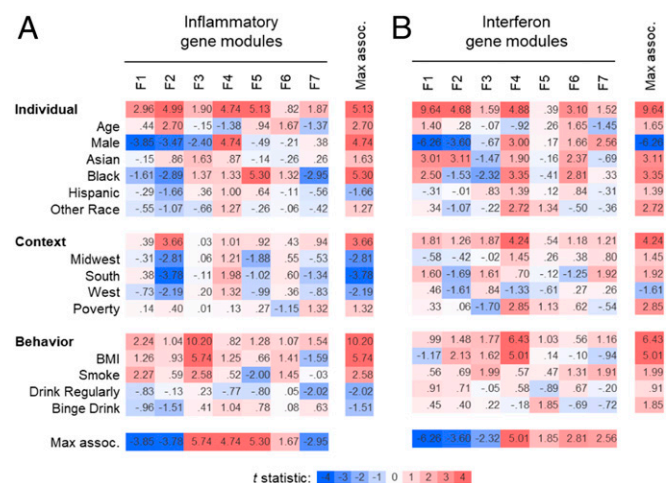 A
Inflammatory
gene modules
F1 F2 F3 F4 F5 F6 F7 Max assoc.
Individual 2.96 4.99 1.90 4.74 5.13 .82 1.87 5.13
Age .44 2.70 -.15 -1.38 .94 1.67 -1.37 2.70
Male -3.85 -3.47 -2.40 4.74 -.49 -.21 .38 4.74
Asian -.15 .86 1.63 .87 -.14 -.26 .26 1.63
Black -1.61 -2.89 1.37 1.33 5.30 1.32 -2.95 5.30
Hispanic -.29 -1.66 .36 1.00 .64 -.11 -.56 -1.66
Other Race -.55 -1.07 -.66 1.27 -.26 -.06 -.42 1.27
Context .39 3.66 .03 1.01 .92 .43 .94 3.66
Midwest -.31 -2.81 .06 1.21 -1.88 .55 -.53 -2.81
South .38 -3.78 -.11 1.98 -1.02 .60 -1.34 -3.78
West -.73 -2.19 .20 1.32 -.99 .36 -.83 -2.19
Poverty .14 .40 .01 .13 .27 -1.15 1.32 1.32
Behavior 2.24 1.04 10.20 .82 1.28 1.07 1.54 10.20
BMI 1.26 .93 5.74 1.25 .66 1.41 -1.59 5.74
Smoke 2.27 .59 2.58 .52 -2.00 1.45 -.03 2.58
Drink Regularly -.83 -.13 .23 -.77 -.80 -.07 -2.02 -2.02
Binge Drink -.96 -1.51 .41 1.04 .78 .08 .63 -1.51
Max assoc. -3.85 -3.78 5.74 4.74 5.30 1.67 -2.95
B
Interferon
gene modules
F1 F2 F3 F4 F5 F6 F7 Max assoc.
9.64 4.68 1.59 4.88 .39 3.10 1.52 9.64
1.40 .28 -.07 -.92 .26 1.65 -1.45 1.65
-6.26 -3.60 -.67 3.00 .17 1.66 2.56 -6.26
3.01 3.11 -1.47 1.90 -.16 2.37 -.69 3.11
2.50 -1.53 -2.32 3.35 -.41 2.81 .33 3.35
-.31 -.01 .83 1.39 -.12 .84 -.31 1.39
.34 -1.07 -.22 2.72 1.34 -.50 -.36 2.72
1.81 1.26 1.87 4.24 .54 1.18 1.21 4.24
-.58 -.42 -.02 1.45 .26 .38 .80 1.45
1.60 -1.69 1.61 .70 -.12 -1.25 1.92 1.92
.46 -1.61 .84 -1.33 -.61 .27 .26 -1.61
.33 .06 -1.70 2.85 1.13 .62 -.54 2.85
.99 1.48 1.77 6.43 1.03 .56 1.16 6.43
-1.17 2.13 1.62 5.01 .14 -.10 -.94 5.01
.56 .69 1.99 .57 .47 1.31 1.91 1.99
.91 .71 -.05 .58 -.89 .67 -.20 .91
.45 .40 .22 -.18 1.85 -.69 -.72 1.85
-6.26 -3.60 -2.32 5.01 1.85 2.81 2.56
t statistic: -4 -3 -2 -1 0 1 2 3 4